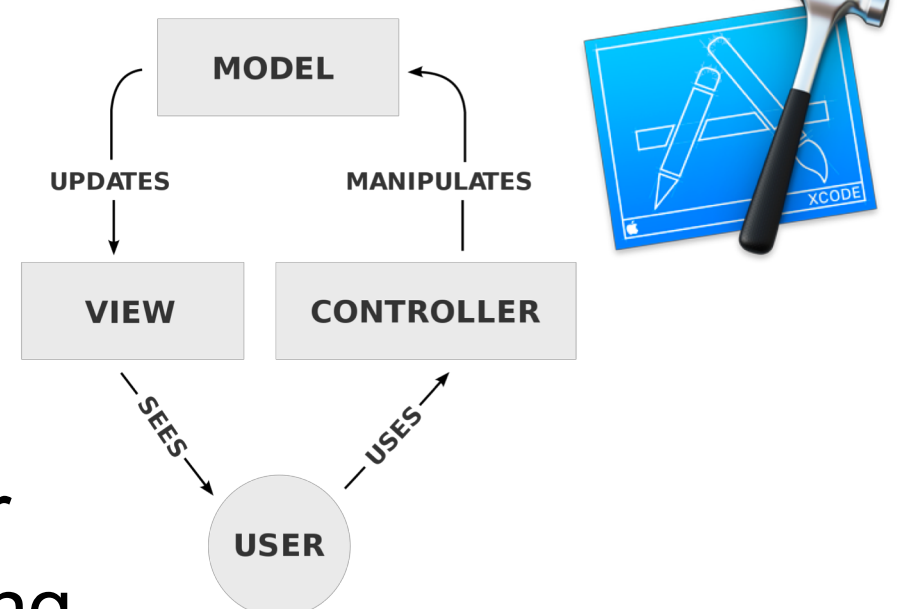 MODEL
UPDATES
MANIPULATES
XCODE
VIEW
CONTROLLER
SEES
USES
USER